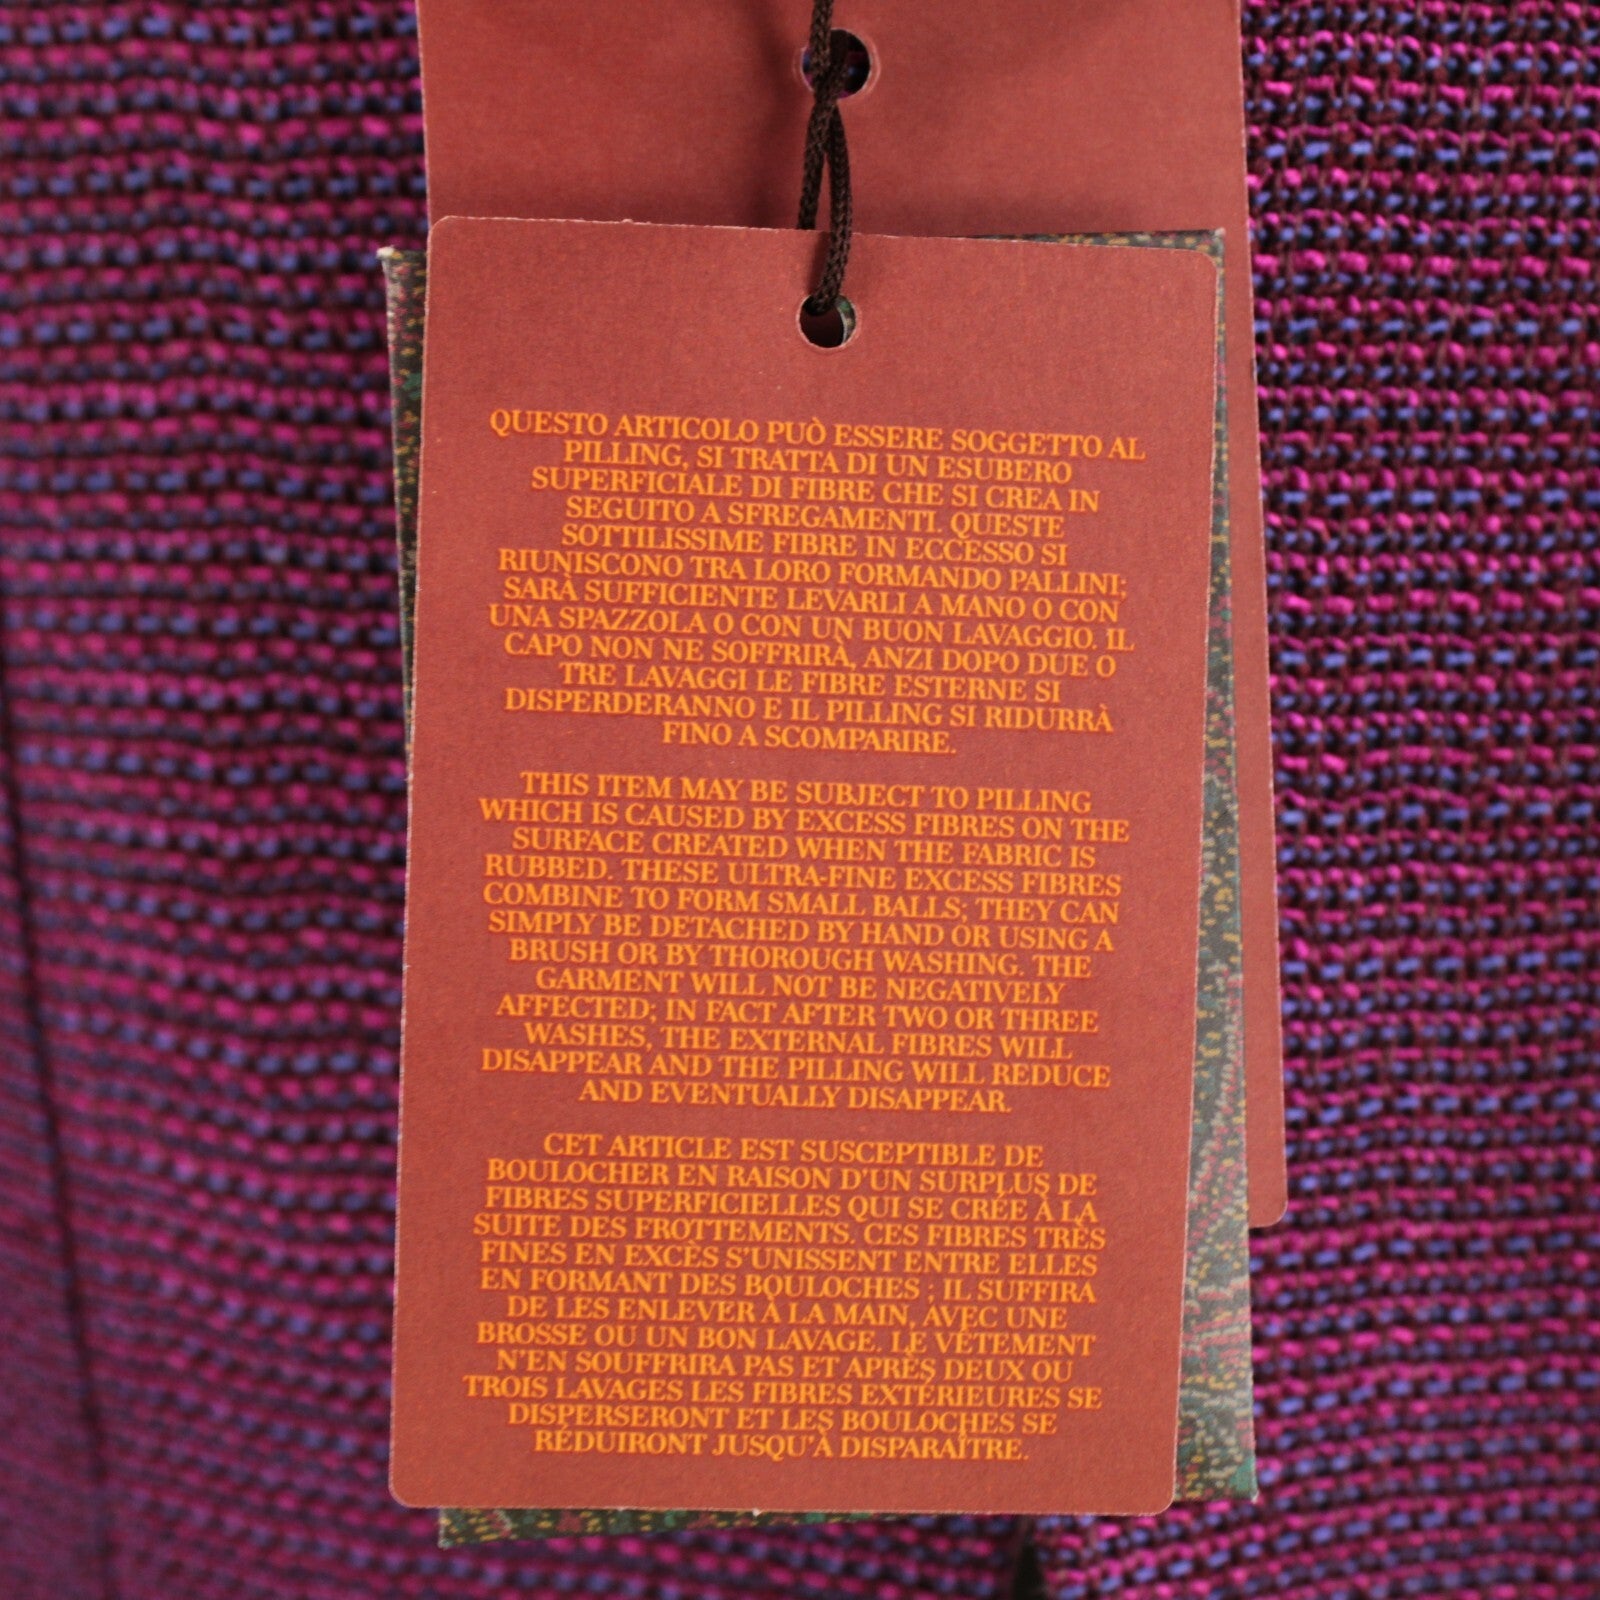 QUESTO ARTICOLO PUÒ ESSERE SOGGETTO AL
PILLING, SI TRATTA DI UN ESUBERO
SUPERFICIALE DI FIBRE CHE SI CREA IN
SEGUITO A SFREGAMENTI. QUESTE
SOTTILISSIME FIBRE IN ECCESSO SI
RIUNISCONO TRA LORO FORMANDO PALLINI;
SARÀ SUFFICIENTE LEVARLI A MANO O CON
UNA SPAZZOLA O CON UN BUON LAVAGGIO. IL
CAPO NON NE SOFFRIRÀ, ANZI DOPO DUE O
TRE LAVAGGI LE FIBRE ESTERNE SI
DISPERDERANNO E IL PILLING SI RIDURRÀ
FINO A SCOMPARIRE.
THIS ITEM MAY BE SUBJECT TO PILLING
WHICH IS CAUSED BY EXCESS FIBRES ON THE
SURFACE CREATED WHEN THE FABRIC IS
RUBBED. THESE ULTRA-FINE EXCESS FIBRES
COMBINE TO FORM SMALL BALLS; THEY CAN
SIMPLY BE DETACHED BY HAND OR USING A
BRUSH OR BY THOROUGH WASHING. THE
GARMENT WILL NOT BE NEGATIVELY
AFFECTED; IN FACT AFTER TWO OR THREE
WASHES, THE EXTERNAL FIBRES WILL
DISAPPEAR AND THE PILLING WILL REDUCE
AND EVENTUALLY DISAPPEAR.
CET ARTICLE EST SUSCEPTIBLE DE
BOULOCHER EN RAISON D'UN SURPLUS DE
FIBRES SUPERFICIELLES QUI SE CRÉE À LA
SUITE DES FROTTEMENTS. CES FIBRES TRÈS
FINES EN EXCÈS S'UNISSENT ENTRE ELLES
EN FORMANT DES BOULOCHES ; IL SUFFIRA
DE LES ENLEVER À LA MAIN, AVEC UNE
BROSSE OU UN BON LAVAGE. LE VÊTEMENT
N'EN SOUFFRIRA PAS ET APRÈS DEUX OU
TROIS LAVAGES LES FIBRES EXTÉRIEURES SE
DISPERSERONT ET LES BOULOCHES SE
RÉDUIRONT JUSQU'À DISPARAÎTRE.